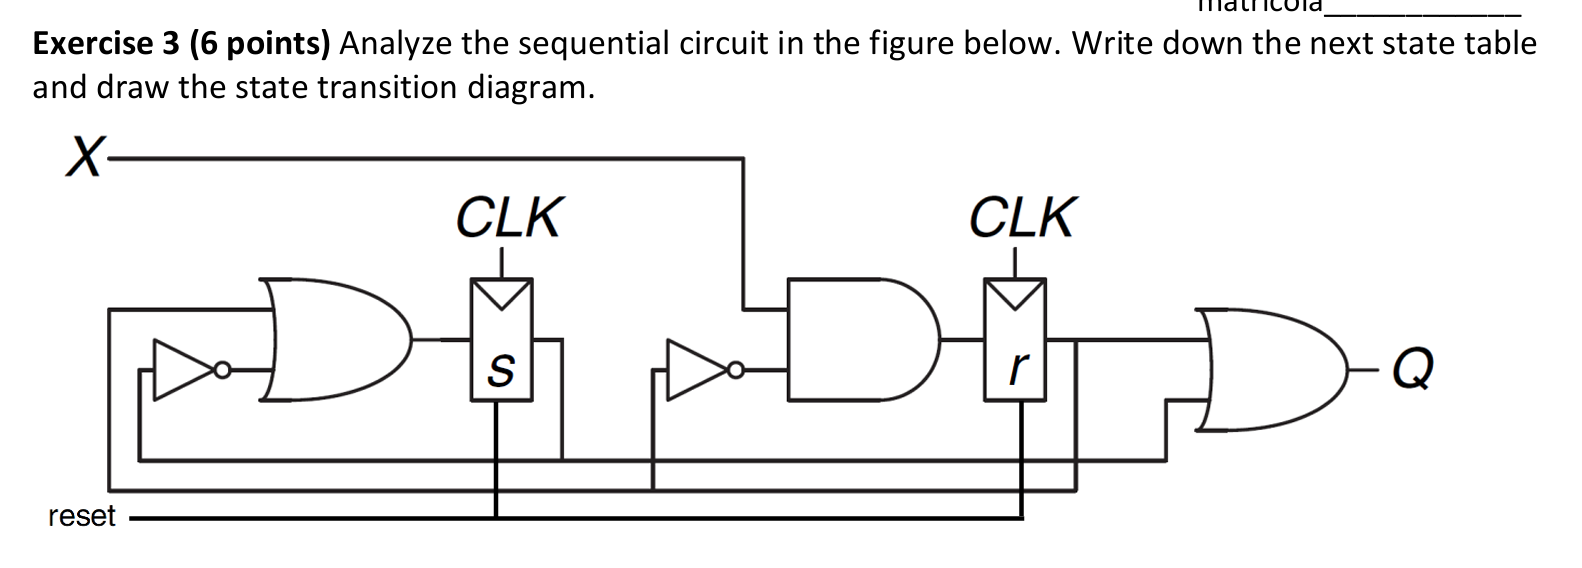 matricola____________
Exercise 3 (6 points) Analyze the sequential circuit in the figure below. Write down the next state table
and draw the state transition diagram.
X
CLK CLK
s r Q
reset